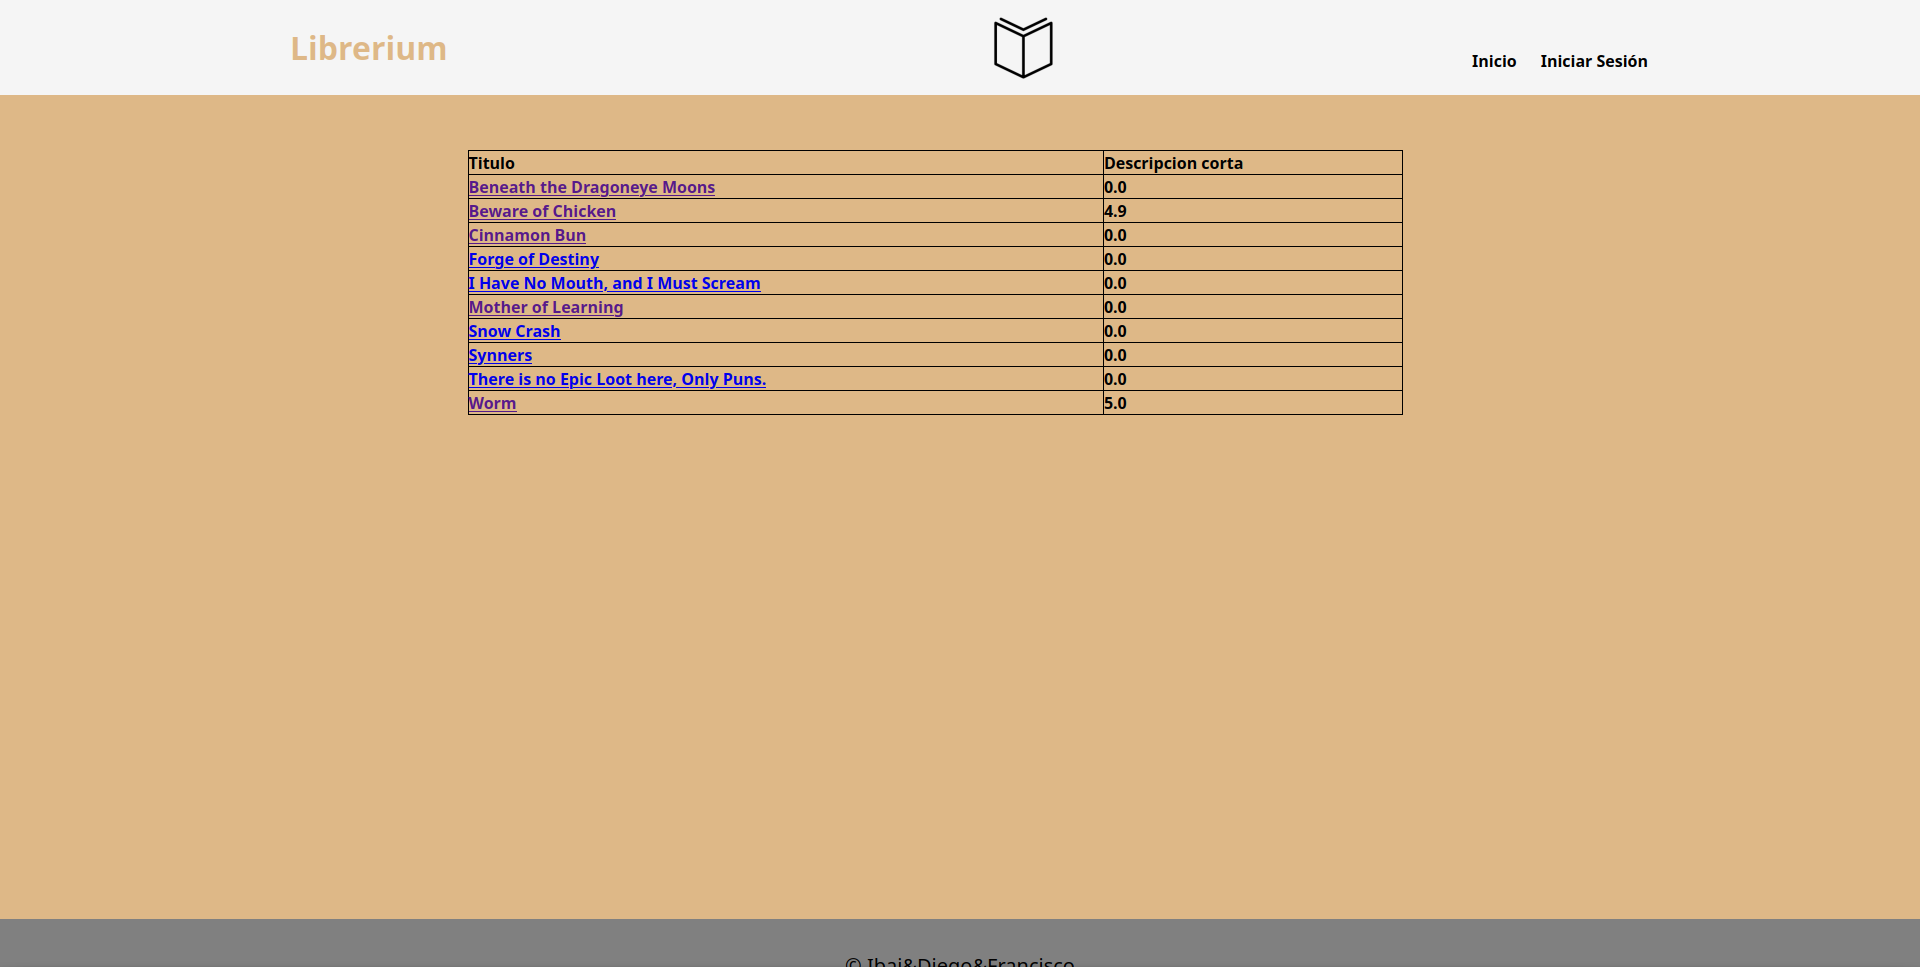 Librerium
Inicio Iniciar Sesión
Titulo Descripcion corta
Beneath the Dragoneye Moons 0.0
Beware of Chicken 4.9
Cinnamon Bun 0.0
Forge of Destiny 0.0
I Have No Mouth, and I Must Scream 0.0
Mother of Learning 0.0
Snow Crash 0.0
Synners 0.0
There is no Epic Loot here, Only Puns. 0.0
Worm 5.0
© Ibai&Diego&Francisco